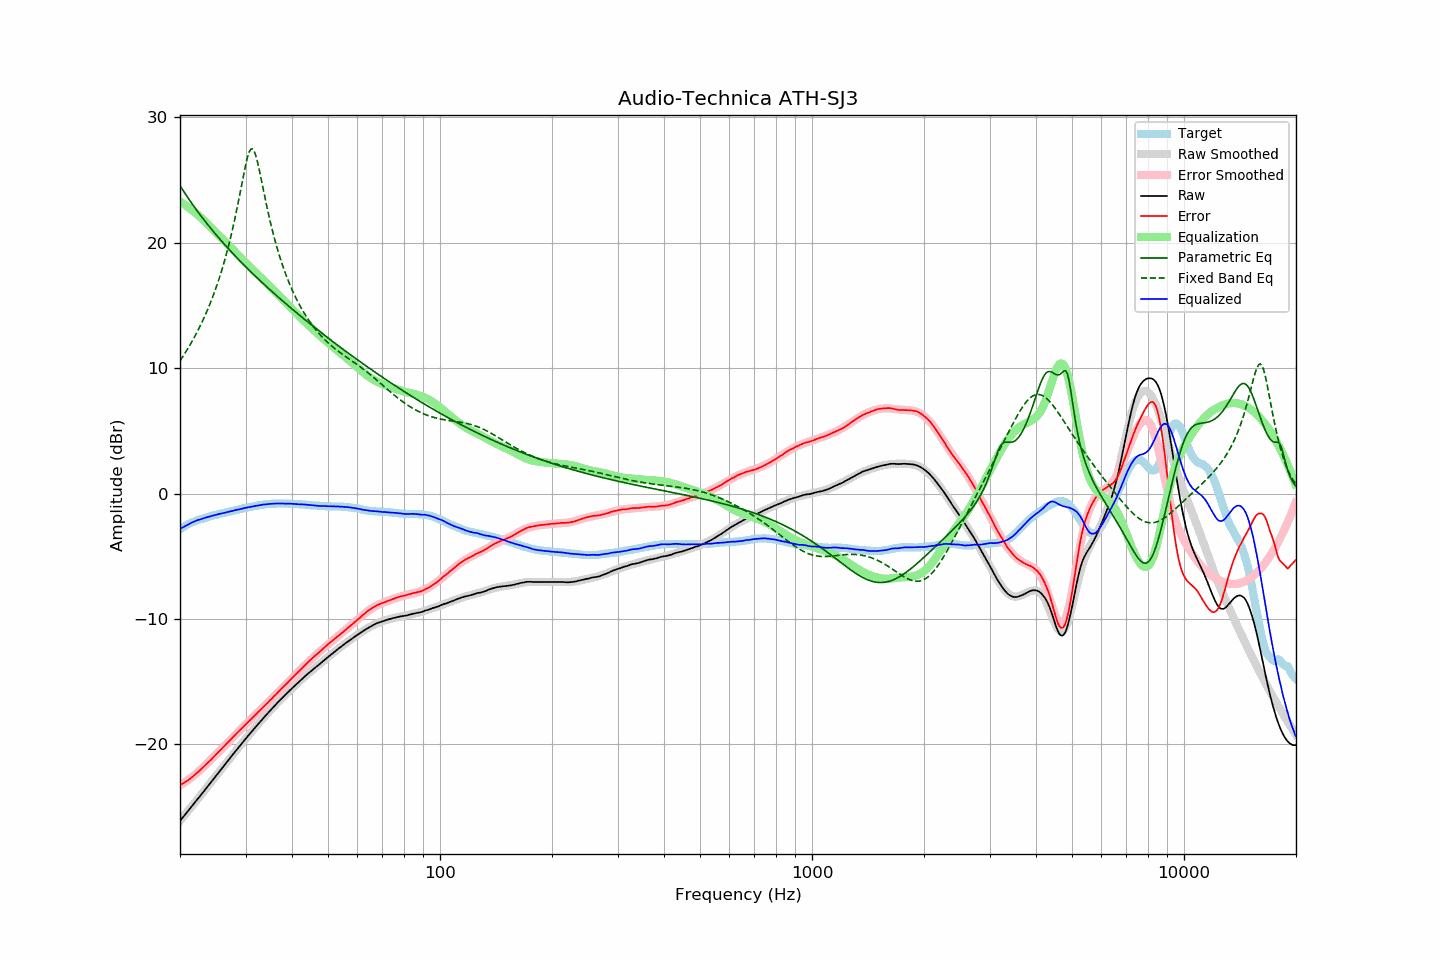 Audio-Technica ATH-SJ3
30
20
10
0
−10
−20
Amplitude (dBr)
100
1000
10000
Frequency (Hz)
Target
Raw Smoothed
Error Smoothed
Raw
Error
Equalization
Parametric Eq
Fixed Band Eq
Equalized